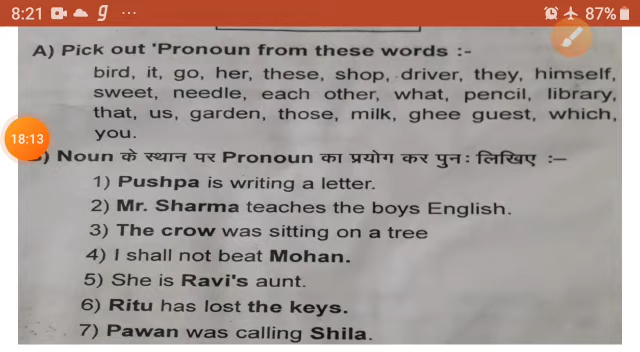 8:21 g ... 87%
A) Pick out 'Pronoun from these words :-
bird, it, go, her, these, shop, driver, they, himself,
sweet, needle, each other, what, pencil, library,
that, us, garden, those, milk, ghee guest, which,
you.
18:13
) Noun के स्थान पर Pronoun का प्रयोग कर पुनः लिखिए :–
1) Pushpa is writing a letter.
2) Mr. Sharma teaches the boys English.
3) The crow was sitting on a tree
4) I shall not beat Mohan.
5) She is Ravi's aunt.
6) Ritu has lost the keys.
7) Pawan was calling Shila.